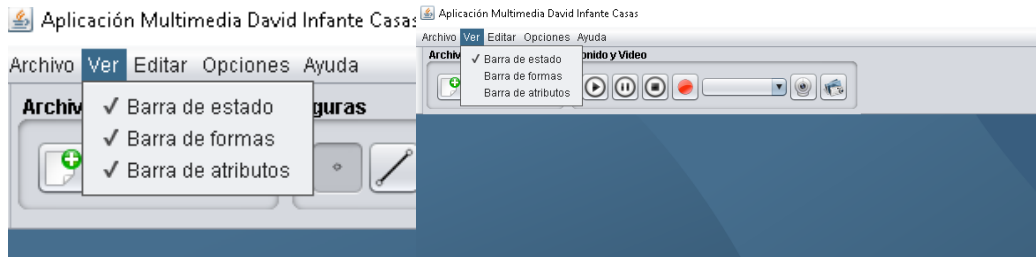 Aplicación Multimedia David Infante Casas
Archivo Ver Editar Opciones Ayuda
Archiv
✓ Barra de estado
✓ Barra de formas
✓ Barra de atributos
guras
Aplicación Multimedia David Infante Casas
Archivo Ver Editar Opciones Ayuda
Archiv
✓ Barra de estado
Barra de formas
Barra de atributos
onido y Video